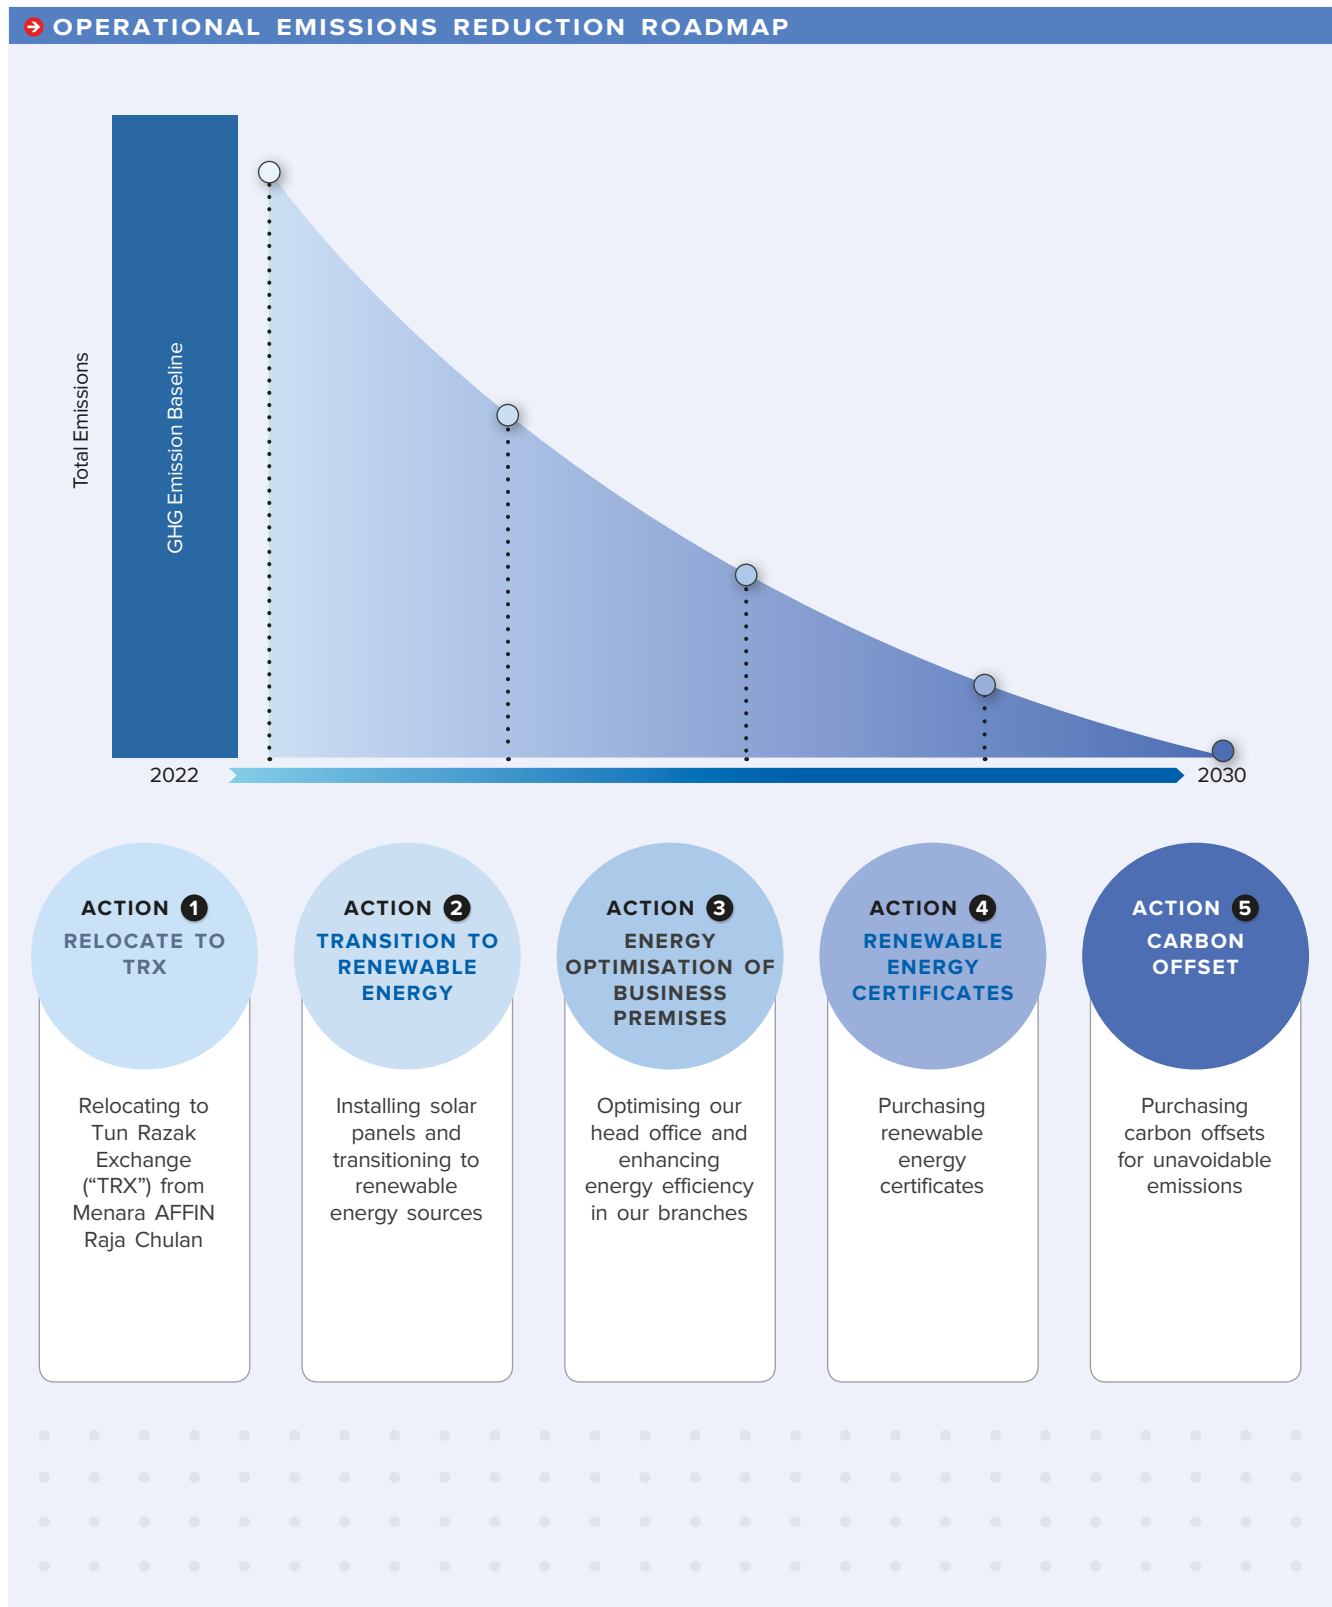 OPERATIONAL EMISSIONS REDUCTION ROADMAP
Total Emissions
GHG Emission Baseline
2022
2030
ACTION 1
RELOCATE TO
TRX
Relocating to
Tun Razak
Exchange
(“TRX”) from
Menara AFFIN
Raja Chulan
ACTION 2
TRANSITION TO
RENEWABLE
ENERGY
Installing solar
panels and
transitioning to
renewable
energy sources
ACTION 3
ENERGY
OPTIMISATION OF
BUSINESS
PREMISES
Optimising our
head office and
enhancing
energy efficiency
in our branches
ACTION 4
RENEWABLE
ENERGY
CERTIFICATES
Purchasing
renewable
energy
certificates
ACTION 5
CARBON
OFFSET
Purchasing
carbon offsets
for unavoidable
emissions